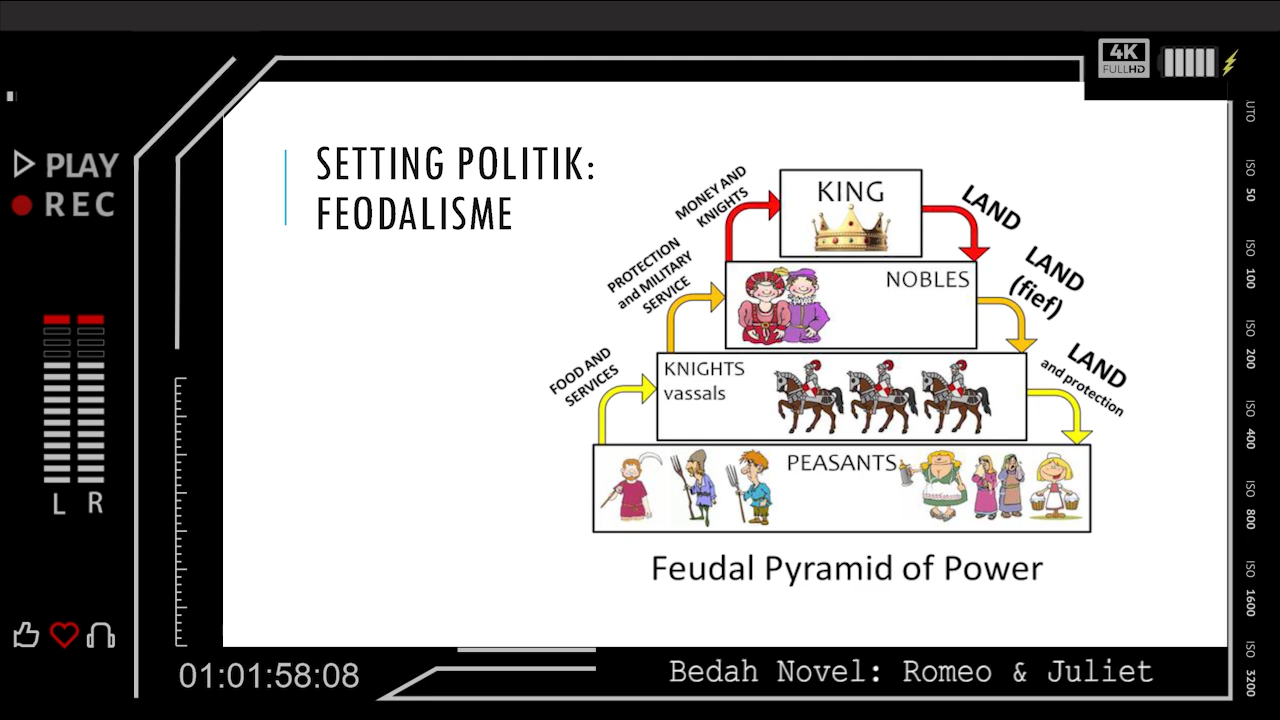 4K
FULLHD
PLAY
REC
L R
01:01:58:08
SETTING POLITIK:
FEODALISME
KING
NOBLES
KNIGHTS
vassals
PEASANTS
MONEY AND
KNIGHTS
PROTECTION
and MILITARY
SERVICE
FOOD AND
SERVICES
LAND
LAND
(fief)
LAND
and protection
Feudal Pyramid of Power
Bedah Novel: Romeo & Juliet
UTO
ISO
50
ISO
100
ISO
200
ISO
400
ISO
800
ISO
1600
ISO
3200